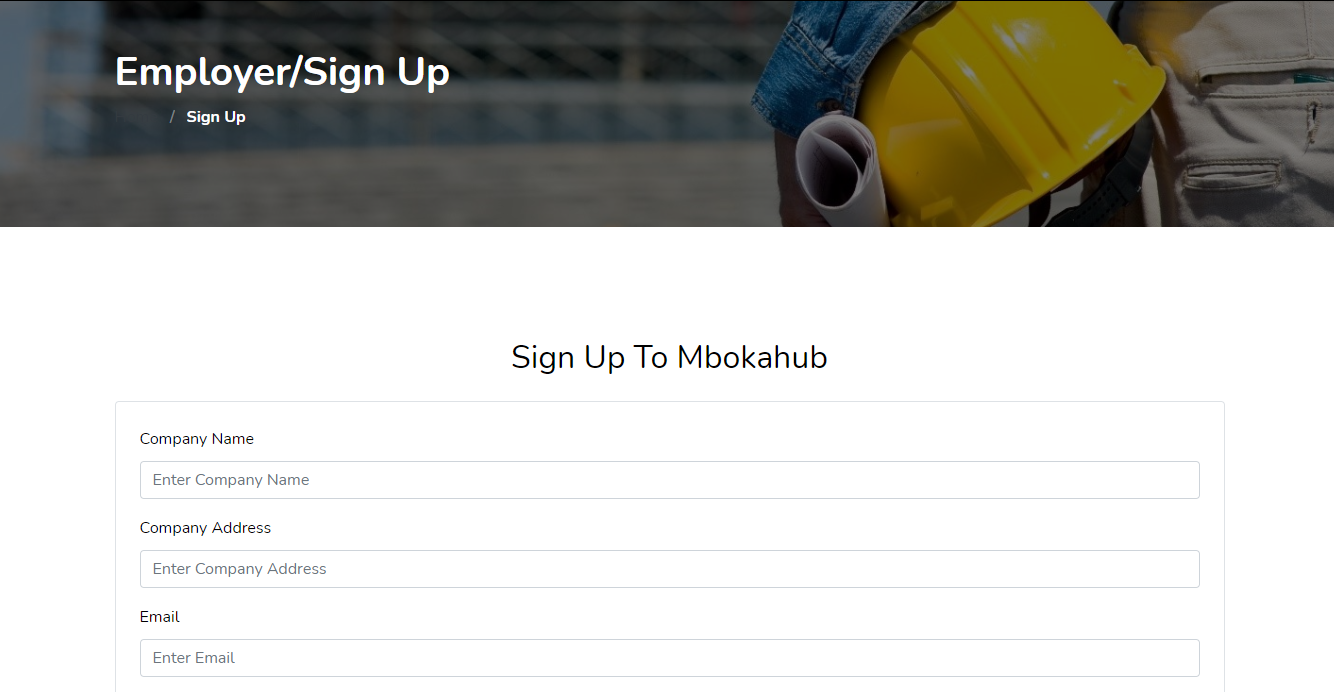 Employer/Sign Up
/ Sign Up
Sign Up To Mbokahub
Company Name
Enter Company Name
Company Address
Enter Company Address
Email
Enter Email